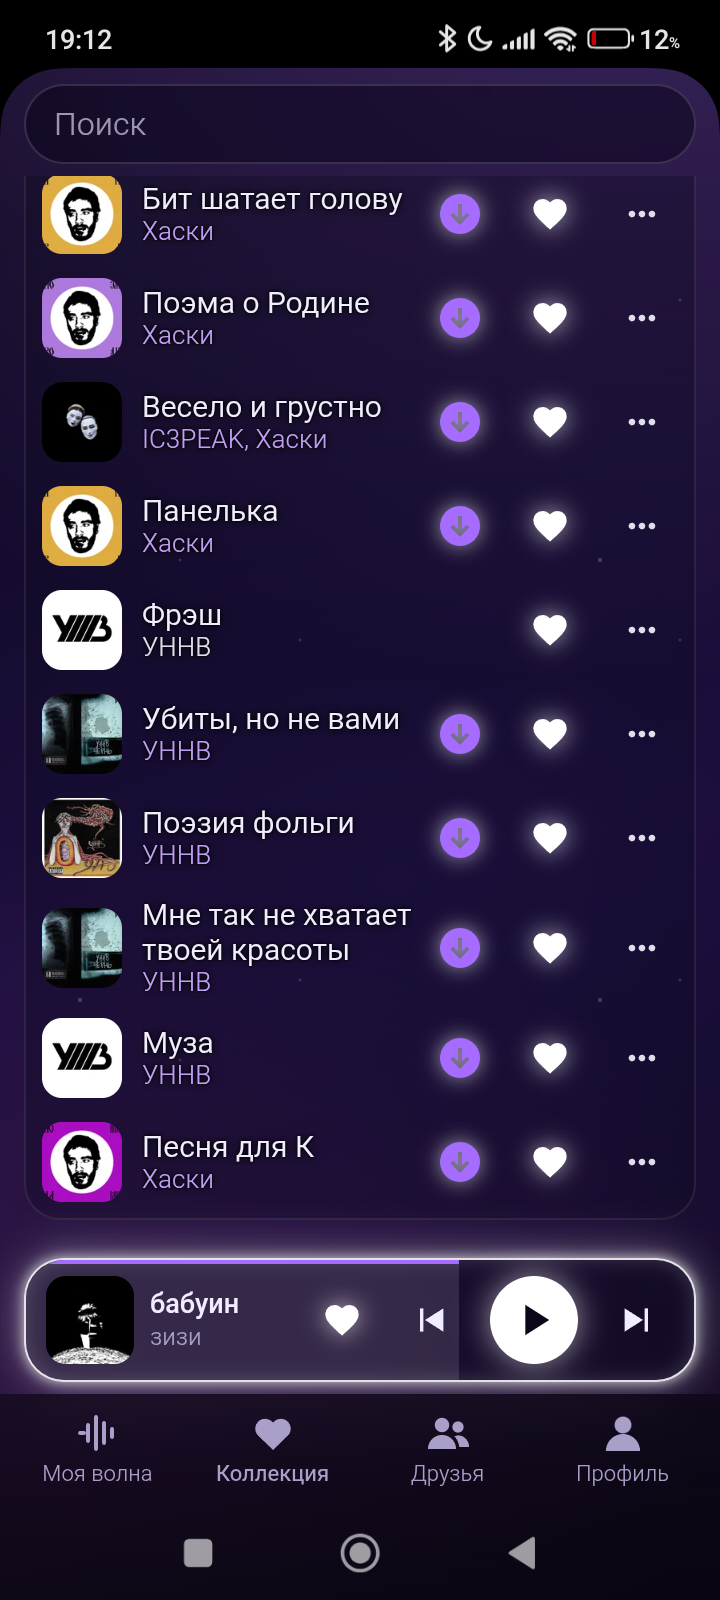 19:12
12%
Поиск
Бит шатает голову
Хаски
Поэма о Родине
Хаски
Весело и грустно
IC3PEAK, Хаски
Панелька
Хаски
Фрэш
УННВ
Убиты, но не вами
УННВ
Поэзия фольги
УННВ
Мне так не хватает
твоей красоты
УННВ
Муза
УННВ
Песня для К
Хаски
бабуин
зизи
Моя волна
Коллекция
Друзья
Профиль